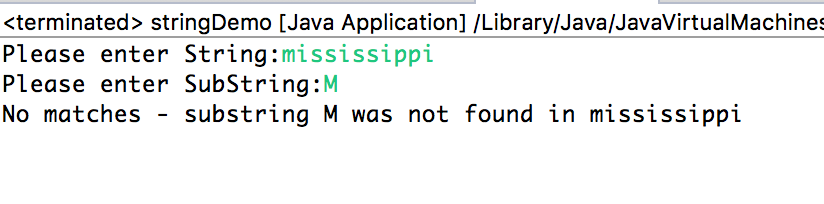 <terminated> stringDemo [Java Application] /Library/Java/JavaVirtualMachines
Please enter String:mississippi
Please enter SubString:M
No matches - substring M was not found in mississippi